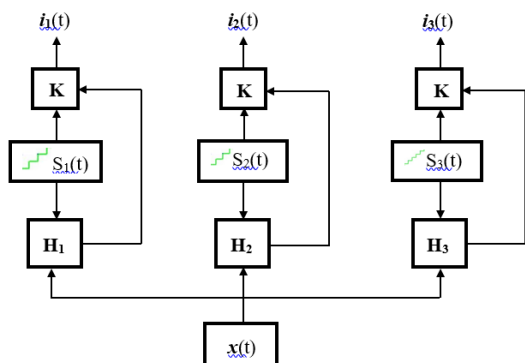 i₁(t) i₂(t) i₃(t)
K K K
S₁(t) S₂(t) S₃(t)
H₁ H₂ H₃
x(t)